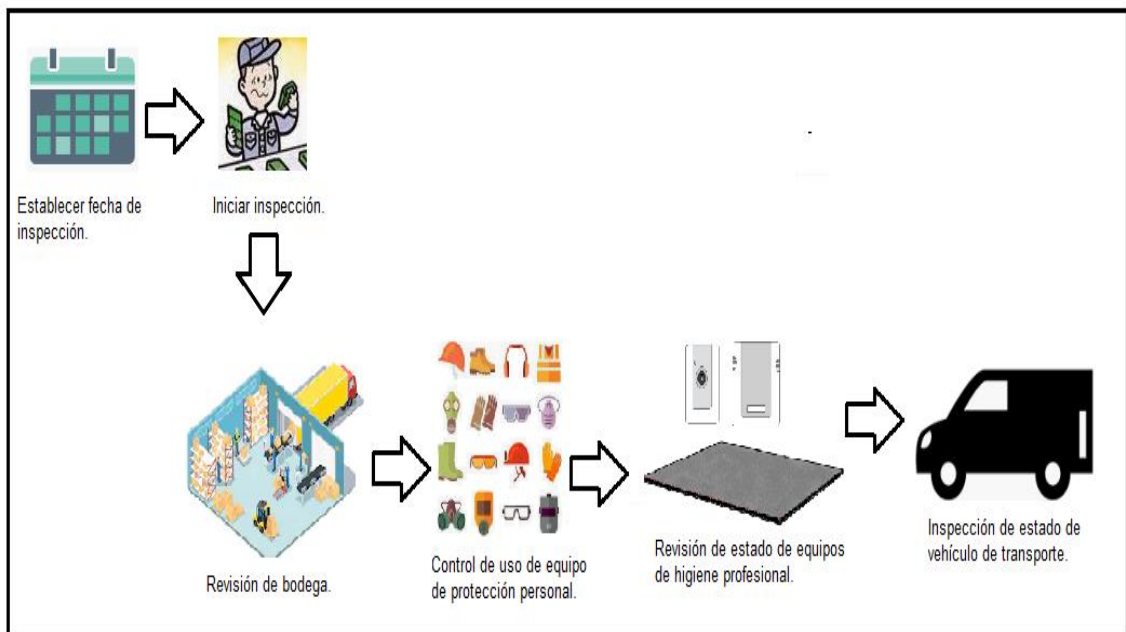 Establecer fecha de
inspección.
Iniciar inspección.
Revisión de bodega.
Control de uso de equipo
de protección personal.
Revisión de estado de equipos
de higiene profesional.
Inspección de estado de
vehículo de transporte.